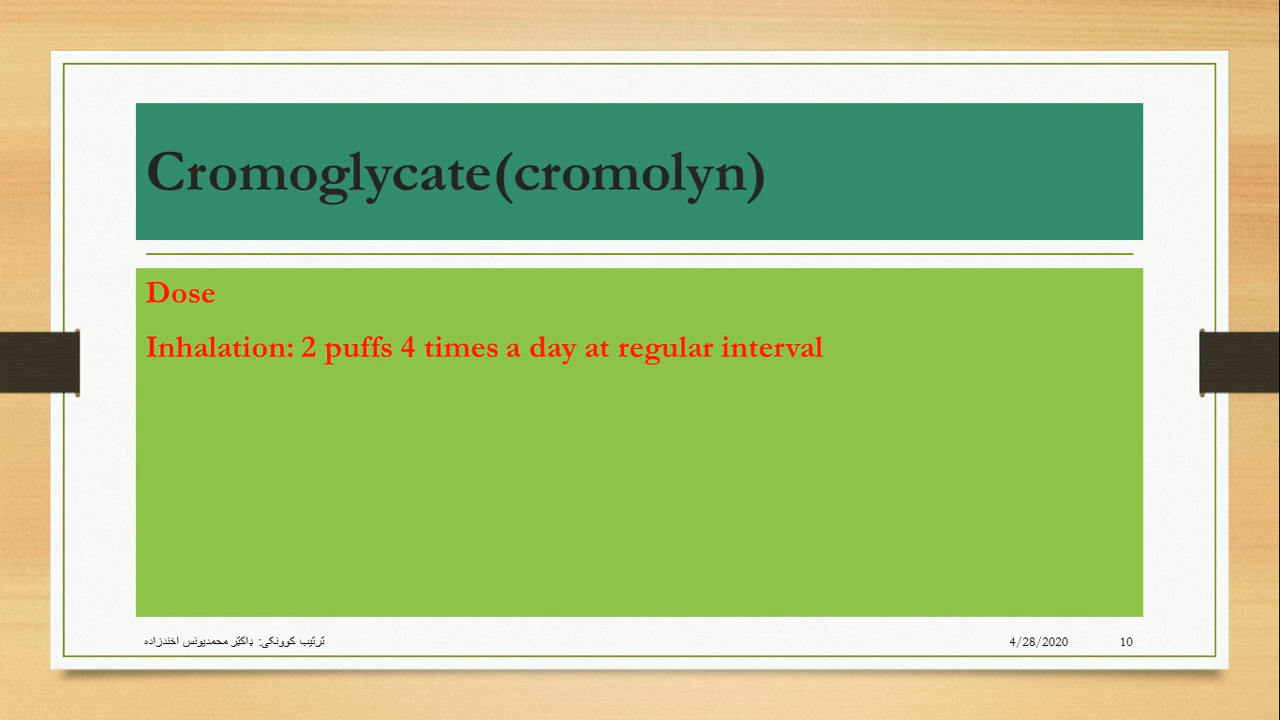 Cromoglycate(cromolyn)
Dose
Inhalation: 2 puffs 4 times a day at regular interval
ترتیب کوونکی: ډاکټر محمدیونس اخندزاده
4/28/2020
10